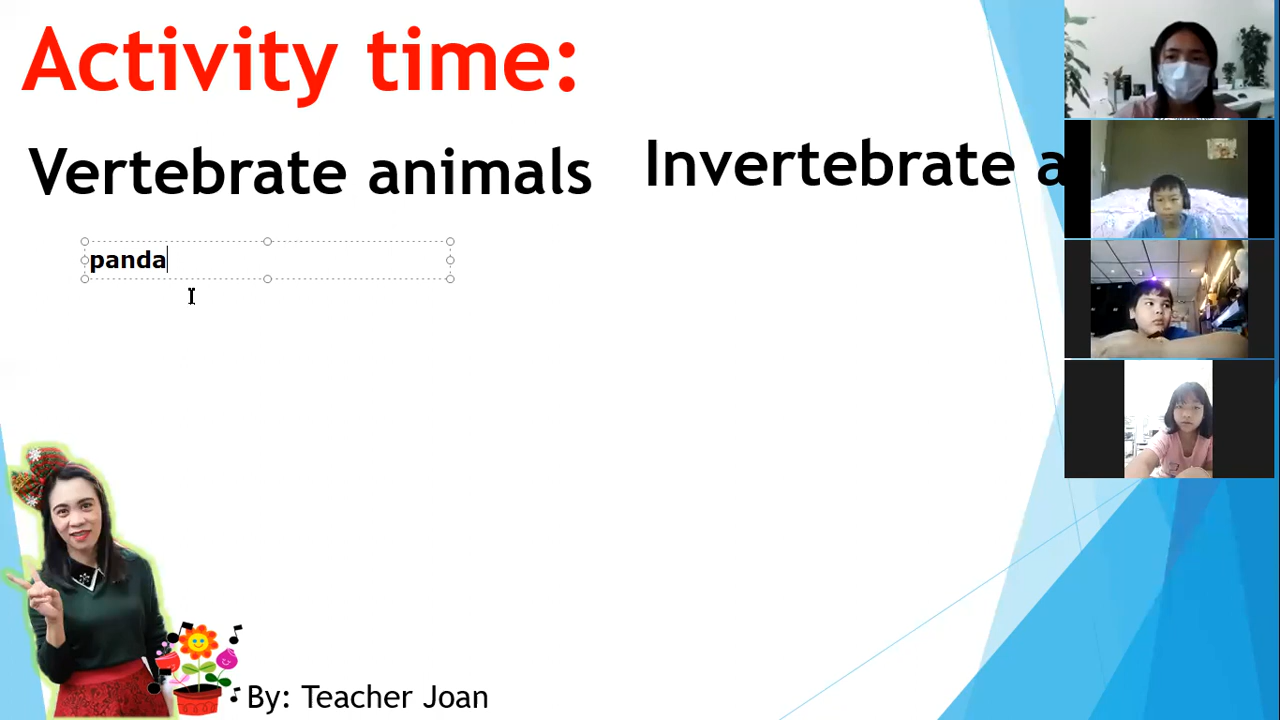 Activity time:
Vertebrate animals
Invertebrate a
panda
By: Teacher Joan